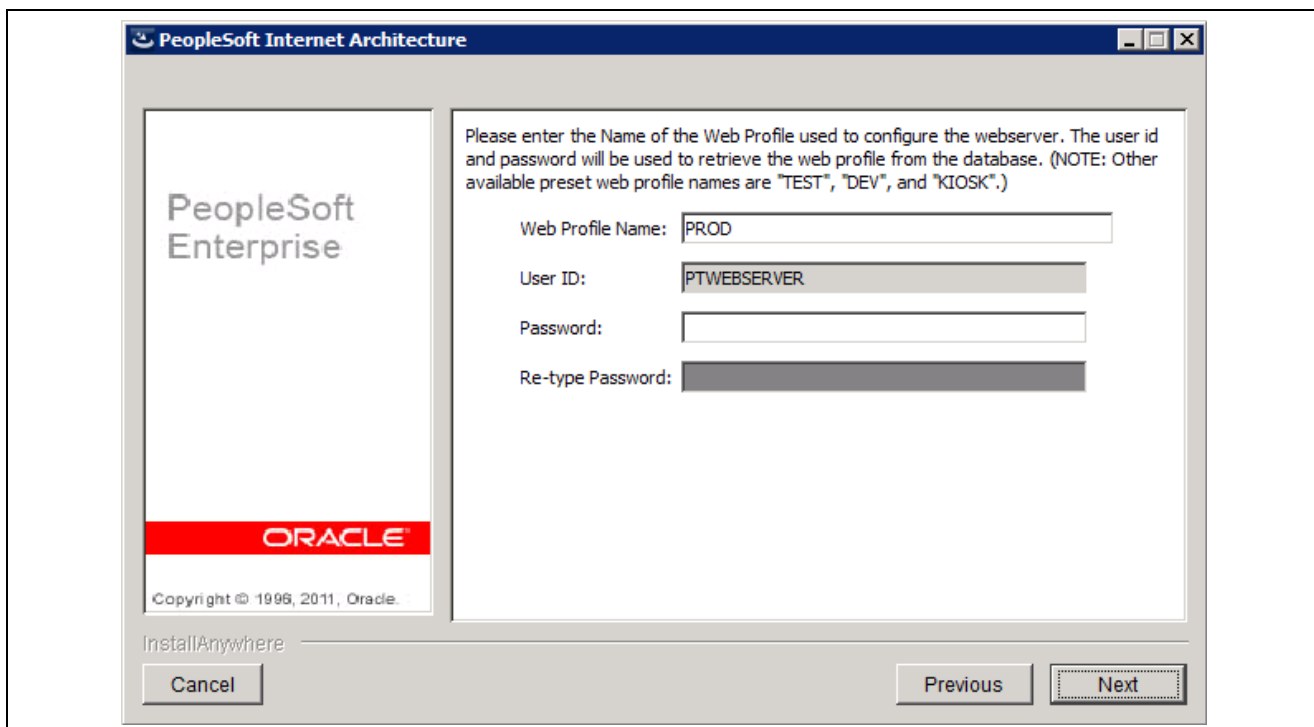 PeopleSoft Internet Architecture
PeopleSoft
Enterprise
ORACLE
Copyright © 1996, 2011, Oracle.
Please enter the Name of the Web Profile used to configure the webserver. The user id
and password will be used to retrieve the web profile from the database. (NOTE: Other
available preset web profile names are "TEST", "DEV", and "KIOSK".)
Web Profile Name: PROD
User ID: PTWEBSERVER
Password:
Re-type Password:
InstallAnywhere
Cancel Previous Next